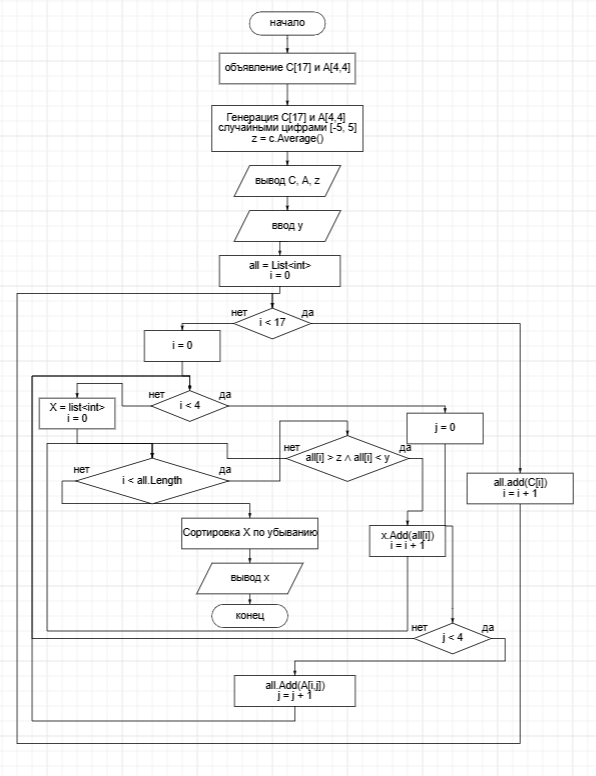 начало
объявление C[17] и A[4,4]
Генерация C[17] и A[4,4]
случайными цифрами [-5, 5]
z = c.Average()
вывод C, A, z
ввод y
all = List<int>
i = 0
нет
i < 17
да
i = 0
нет
i < 4
да
X = list<int>
i = 0
j = 0
нет
all[i] > z ∧ all[i] < y
да
нет
i < all.Length
да
all.add(C[i])
i = i + 1
Сортировка X по убыванию
x.Add(all[i])
i = i + 1
вывод x
конец
нет
j < 4
да
all.Add(A[i,j])
j = j + 1